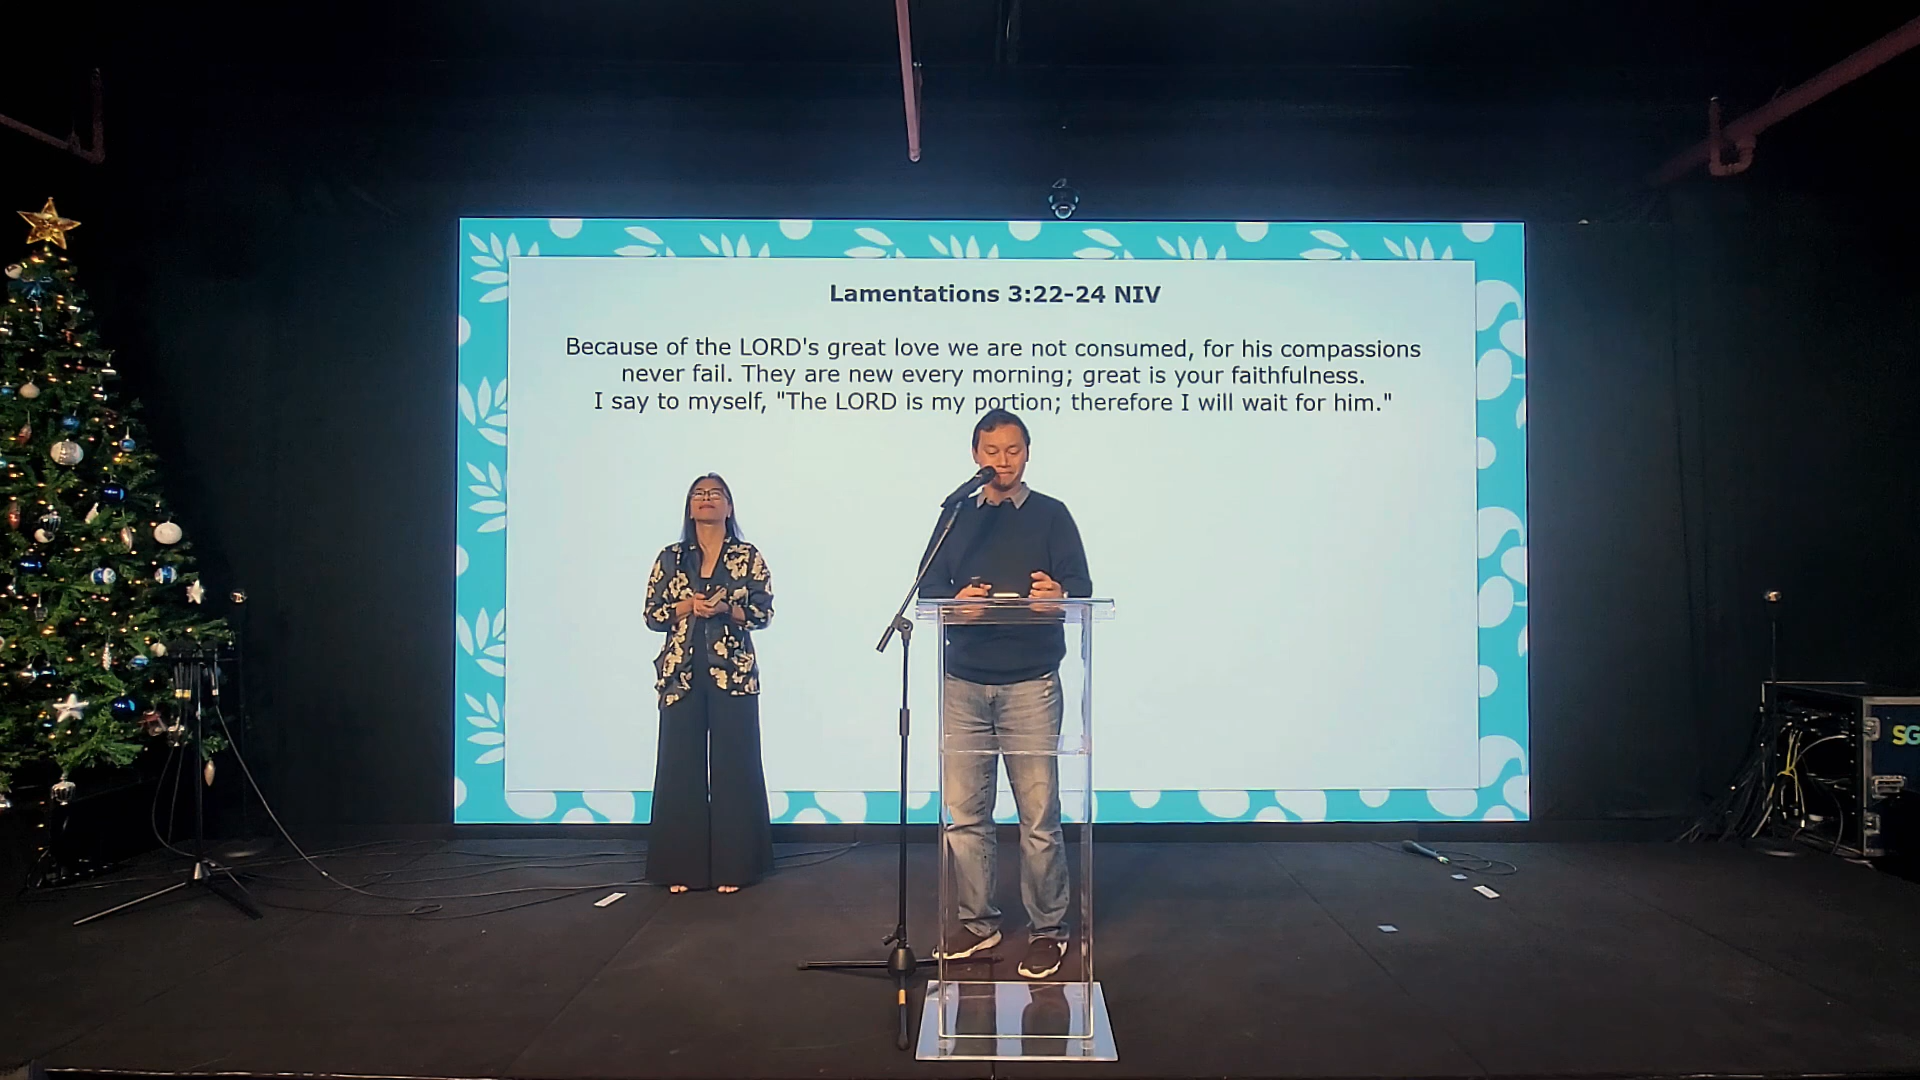 Lamentations 3:22-24 NIV
Because of the LORD's great love we are not consumed, for his compassions
never fail. They are new every morning; great is your faithfulness.
I say to myself, "The LORD is my portion; therefore I will wait for him."
SG